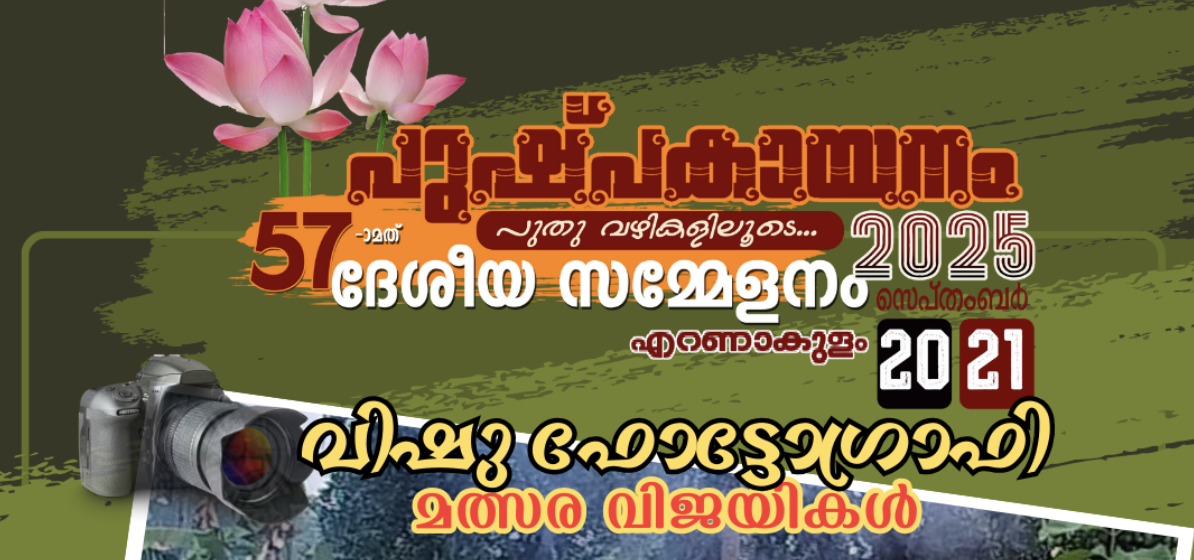 പുഷ്പകായനം
57-ാമത് പുതു വഴികളിലൂടെ... 2025
ദേശീയ സമ്മേളനം സെപ്തംബർ
എറണാകുളം 20 21
വിഷു ഫോട്ടോഗ്രാഫി
മത്സര വിജയികൾ